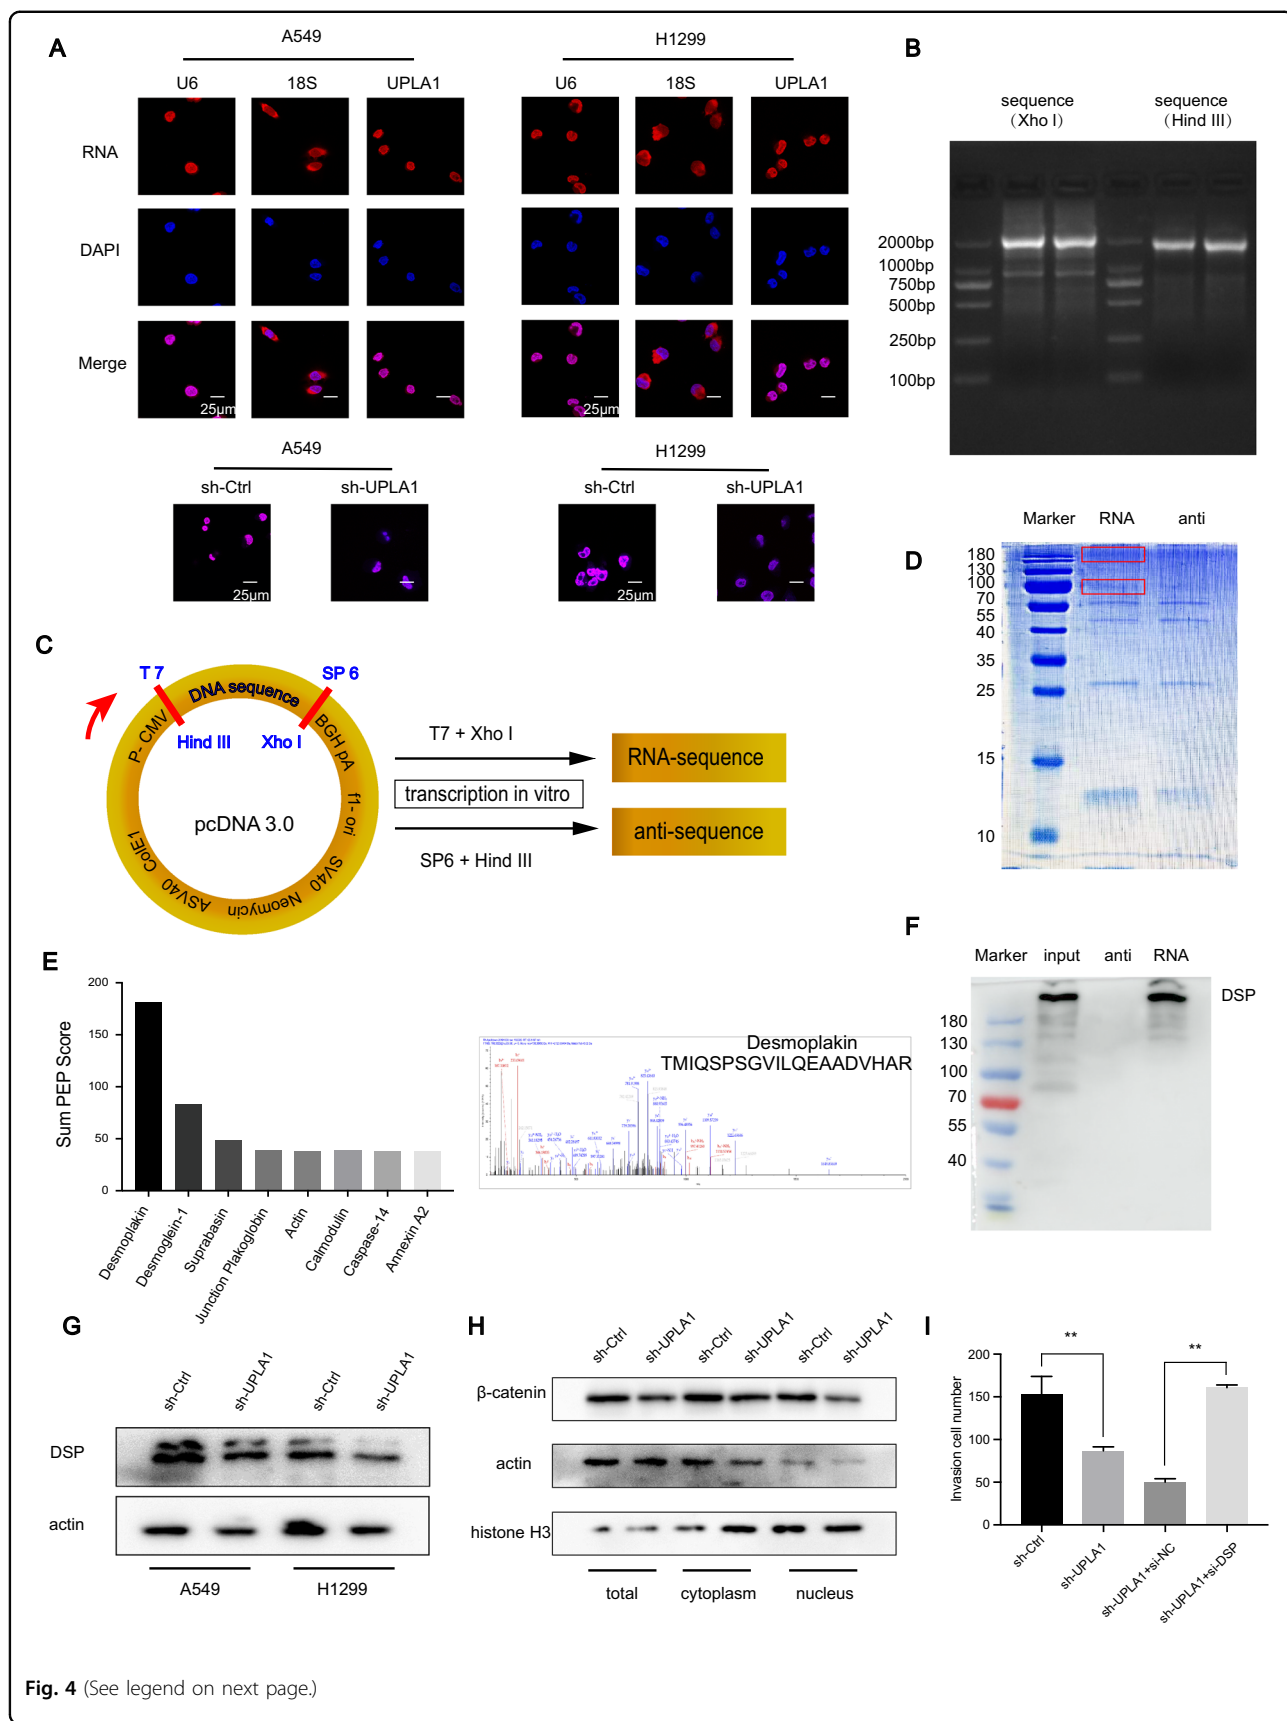 A
A549
H1299
U6
18S
UPLA1
U6
18S
UPLA1
RNA
DAPI
Merge
25μm
25μm
A549
H1299
sh-Ctrl
sh-UPLA1
sh-Ctrl
sh-UPLA1
25μm
25μm
B
sequence
(Xho I)
sequence
(Hind III)
2000bp
1000bp
750bp
500bp
250bp
100bp
C
T 7
SP 6
DNA sequence
Hind III
Xho I
P- CMV
BGH pA
f1- ori
SV40
Neomycin
ASV40
ColE1
pcDNA 3.0
T7 + Xho I
transcription in vitro
SP6 + Hind III
RNA-sequence
anti-sequence
D
Marker
RNA
anti
180
130
100
70
55
40
35
25
15
10
E
Sum PEP Score
200
150
100
50
0
Desmoplakin
Desmoglein-1
Suprabasin
Junction Plakoglobin
Actin
Calmodulin
Caspase-14
Annexin A2
Desmoplakin
TMIQSPSGVILQEAADVHAR
F
Marker
input
anti
RNA
DSP
180
130
100
70
55
40
G
sh-Ctrl
sh-UPLA1
sh-Ctrl
sh-UPLA1
DSP
actin
A549
H1299
H
sh-Ctrl
sh-UPLA1
sh-Ctrl
sh-UPLA1
sh-Ctrl
sh-UPLA1
β-catenin
actin
histone H3
total
cytoplasm
nucleus
I
**
**
Invasion cell number
200
150
100
50
0
sh-Ctrl
sh-UPLA1
sh-UPLA1+si-NC
sh-UPLA1+si-DSP
Fig. 4 (See legend on next page.)